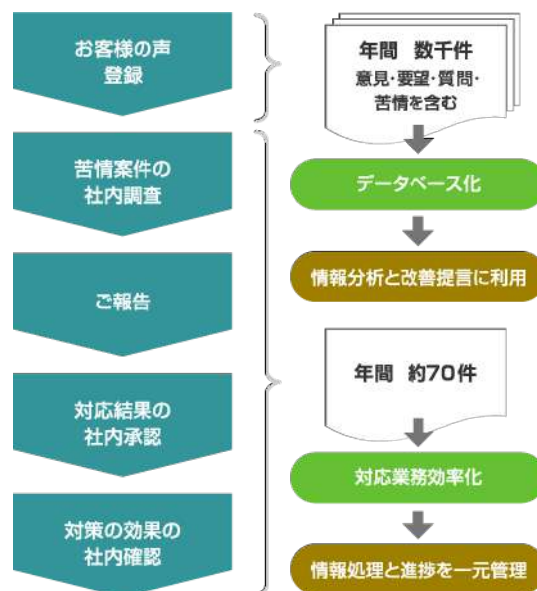 お客様の声
登録
年間 数千件
意見・要望・質問・
苦情を含む
苦情案件の
社内調査
データベース化
ご報告
情報分析と改善提言に利用
年間 約70件
対応結果の
社内承認
対応業務効率化
対策の効果の
社内確認
情報処理と進捗を一元管理